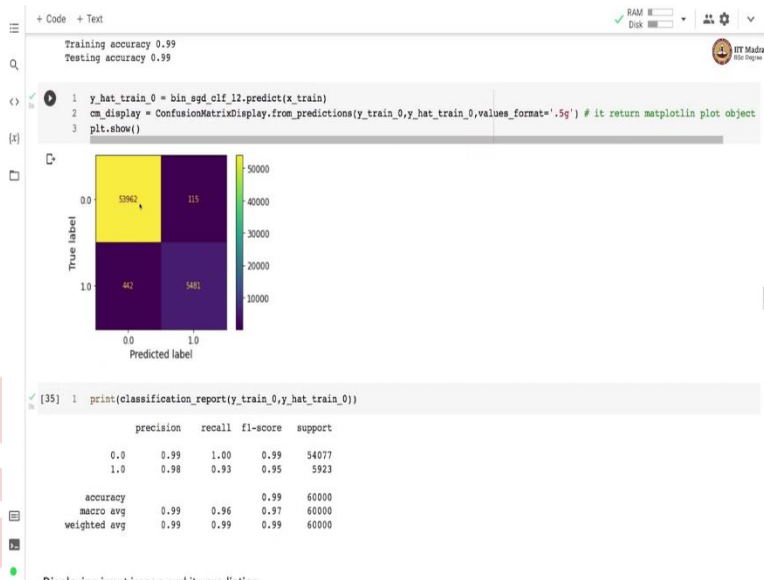 + Code + Text
RAM
Disk
Training accuracy 0.99
Testing accuracy 0.99
IIT Madra
BSc Degree
1 y_hat_train_0 = bin_sgd_clf_l2.predict(x_train)
2 cm_display = ConfusionMatrixDisplay.from_predictions(y_train_0,y_hat_train_0,values_format='.5g') # it return matplotlin plot object
3 plt.show()
{x}
50000
0.0 53962 115
40000
30000
True label
20000
1.0 442 5481
10000
0.0 1.0
Predicted label
[35] 1 print(classification_report(y_train_0,y_hat_train_0))
precision recall f1-score support
0.0 0.99 1.00 0.99 54077
1.0 0.98 0.93 0.95 5923
accuracy 0.99 60000
macro avg 0.99 0.96 0.97 60000
weighted avg 0.99 0.99 0.99 60000